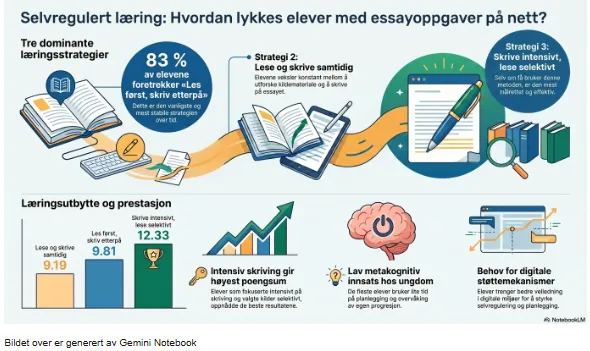 Selvregulert læring: Hvordan lykkes elever med essayoppgaver på nett?
Tre dominante
læringsstrategier
83 %
av elevene
foretrekker «Les
først, skriv etterpå»
Dette er den vanligste og
mest stabile strategien
over tid.
Strategi 2:
Lese og skrive samtidig
Elevene veksler konstant mellom å
utforske kildemateriale og å skrive
på essayet.
Strategi 3:
Skrive intensivt,
lese selektivt
Selv om få bruker denne
metoden, er den mest
målrettet og effektiv.
Læringsutbytte og prestasjon
Lese og skrive
samtidig
9.19
Les først,
skriv etterpå
9.81
Skrive intensivt,
lese selektivt
12.33
Intensiv skriving gir
høyest poengsum
Elever som fokuserte intensivt på
skriving og valgte kilder selektivt,
oppnådde de beste resultatene.
Lav metakognitiv
innsats hos ungdom
De fleste elever bruker lite tid
på planlegging og overvåking
av egen progresjon.
Behov for digitale
støttemekanismer
Elever trenger bedre veiledning
i digitale miljøer for å styrke
selvregulering og planlegging.
NotebookLM
Bildet over er generert av Gemini Notebook